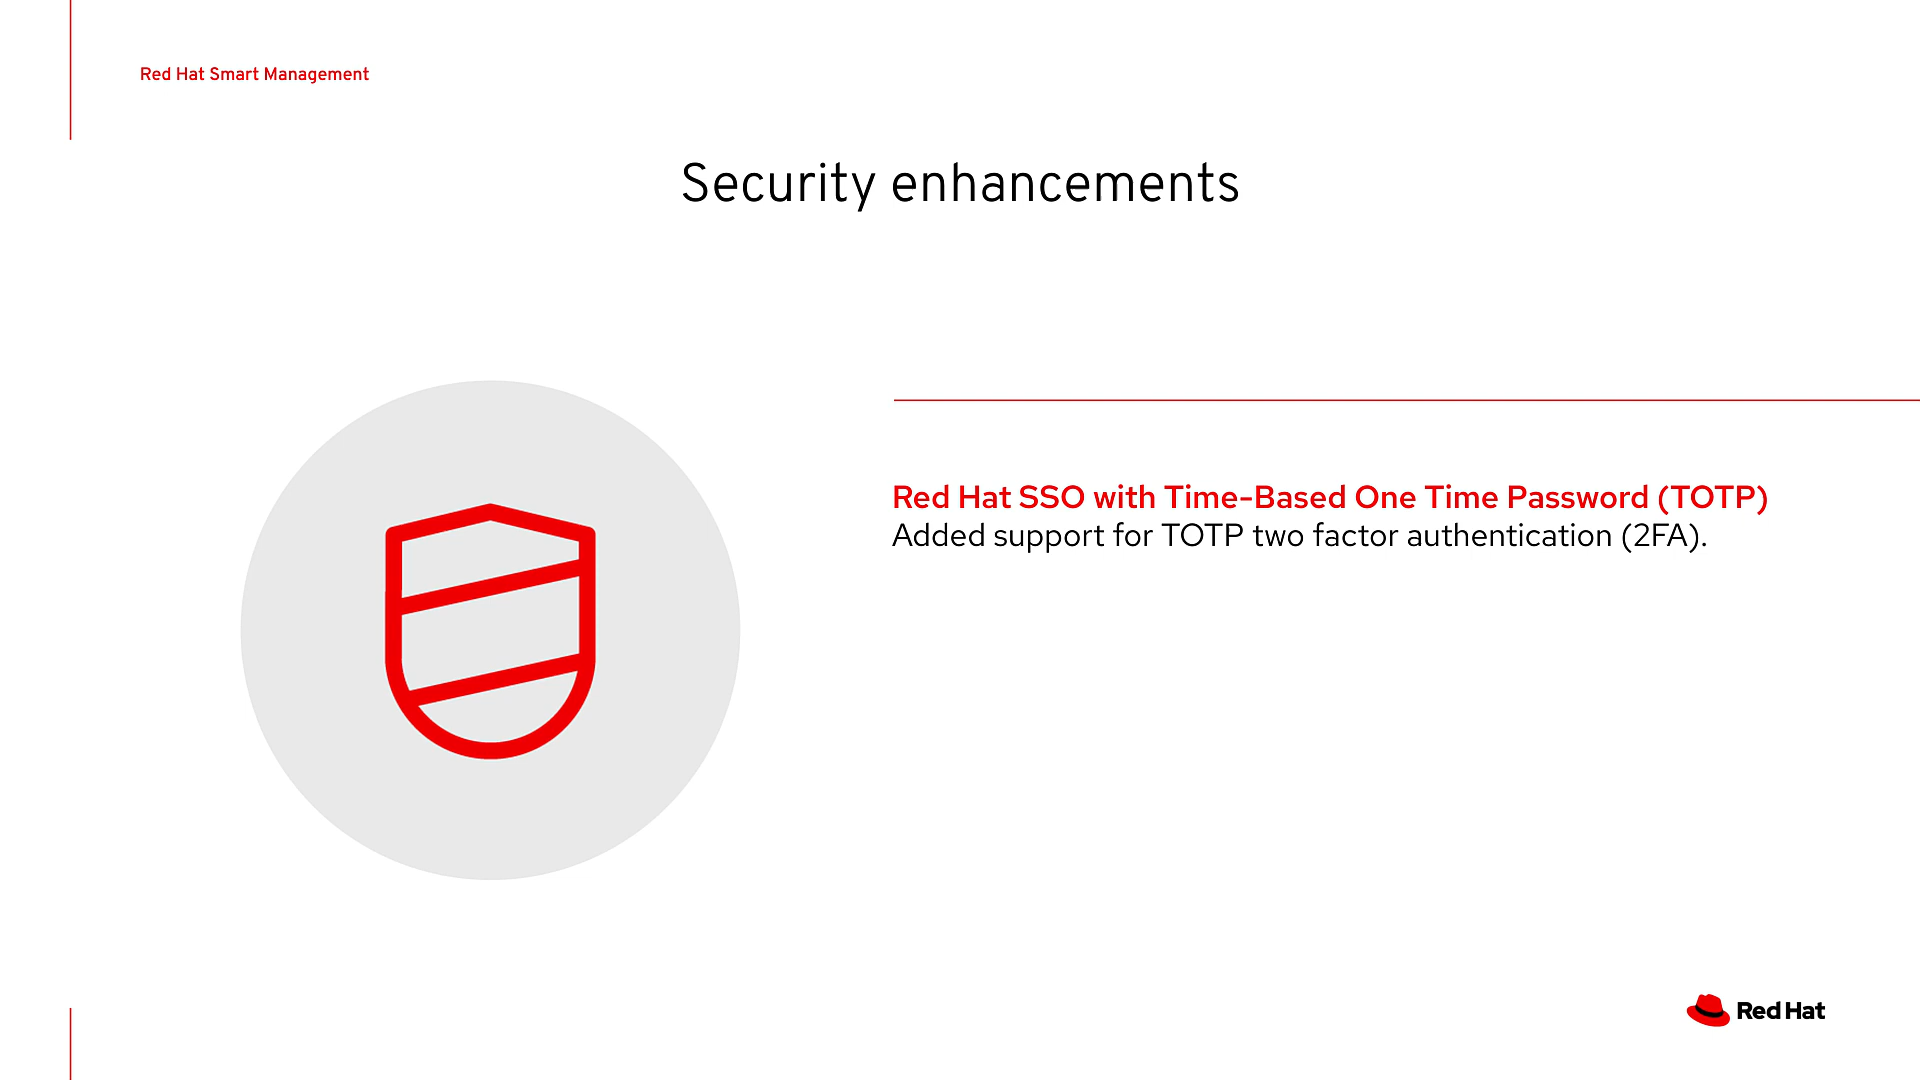 Red Hat Smart Management
Security enhancements
Red Hat SSO with Time-Based One Time Password (TOTP)
Added support for TOTP two factor authentication (2FA).
Red Hat